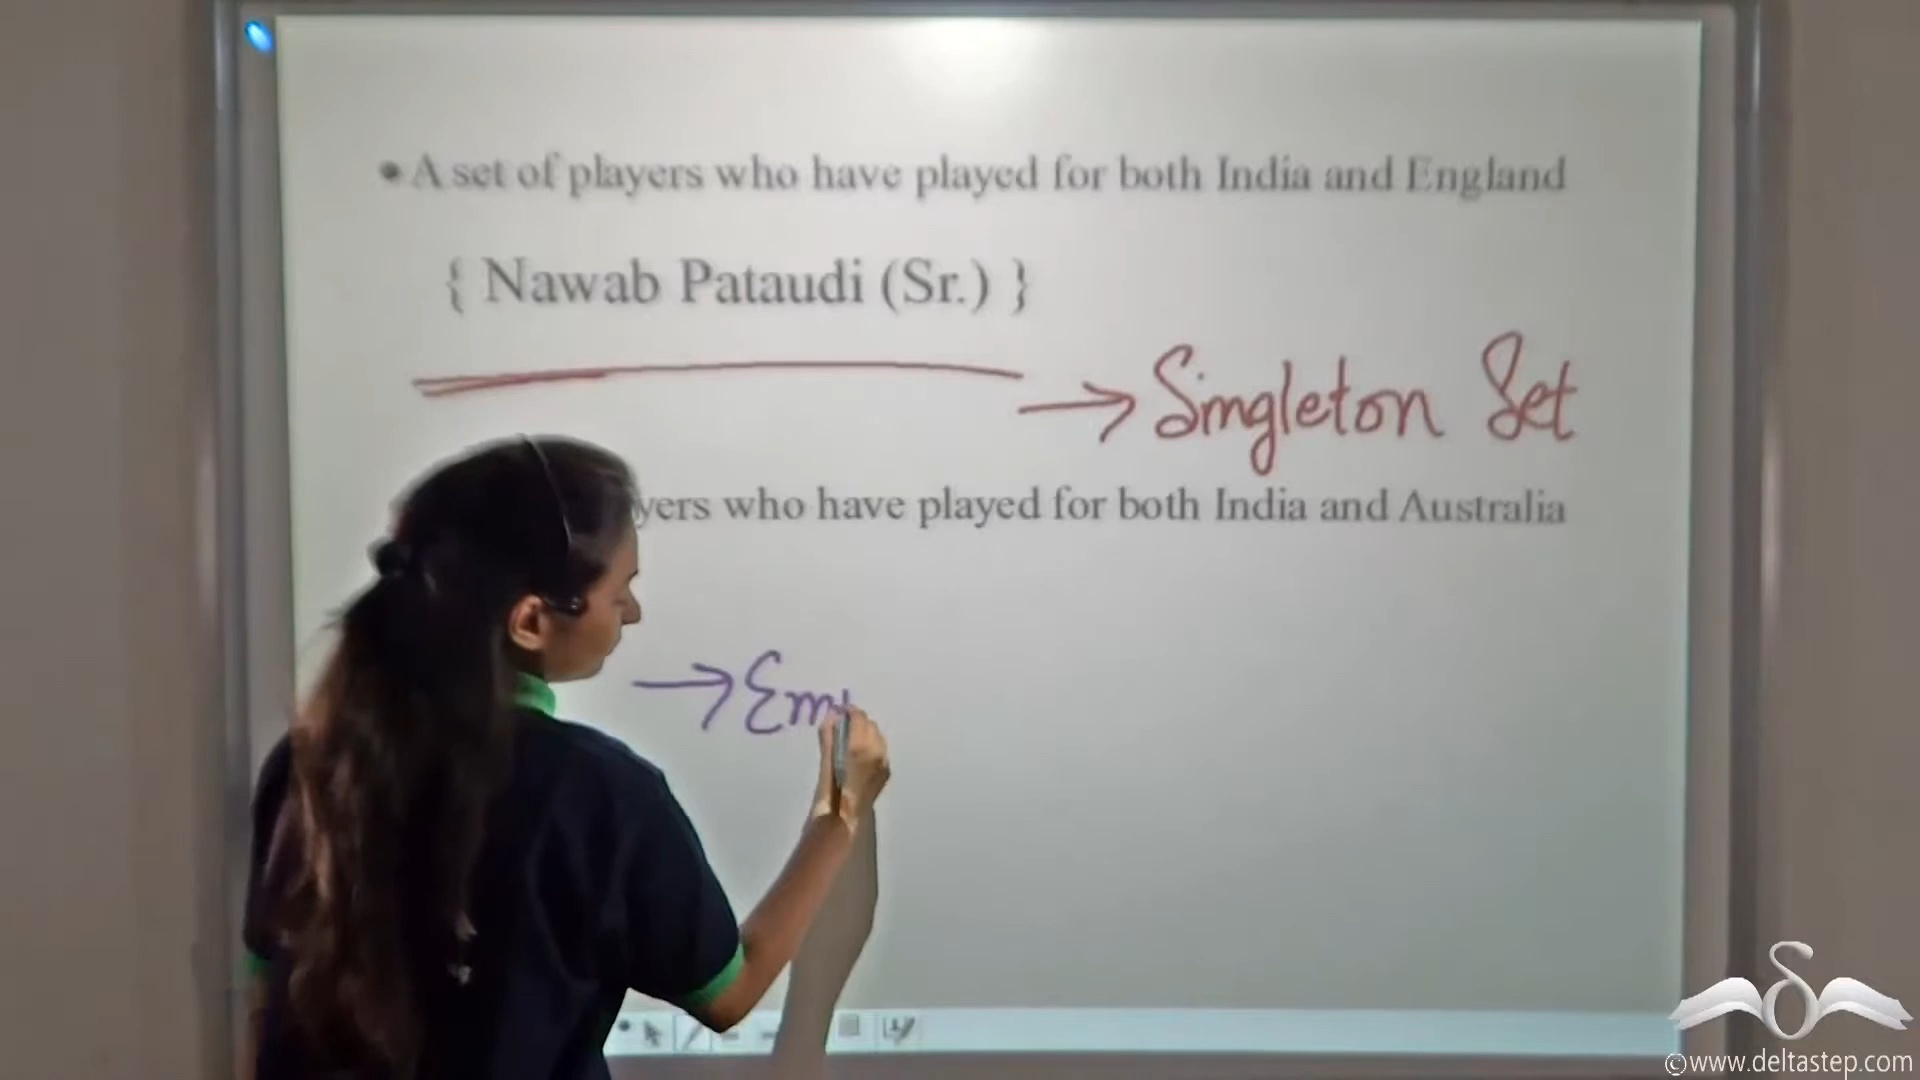 • A set of players who have played for both India and England
{ Nawab Pataudi (Sr.) }
→ Singleton Set
yers who have played for both India and Australia
→ Em
©www.deltastep.com